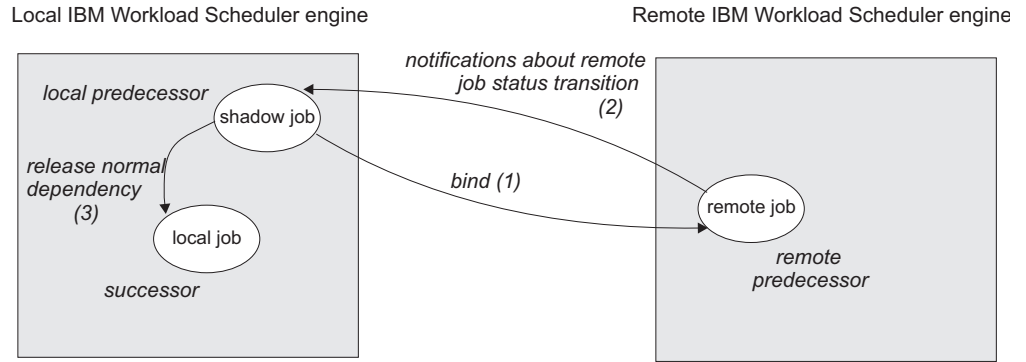 Local IBM Workload Scheduler engine
Remote IBM Workload Scheduler engine
notifications about remote
job status transition
(2)
local predecessor
shadow job
release normal
dependency
(3)
bind (1)
remote job
local job
remote
predecessor
successor